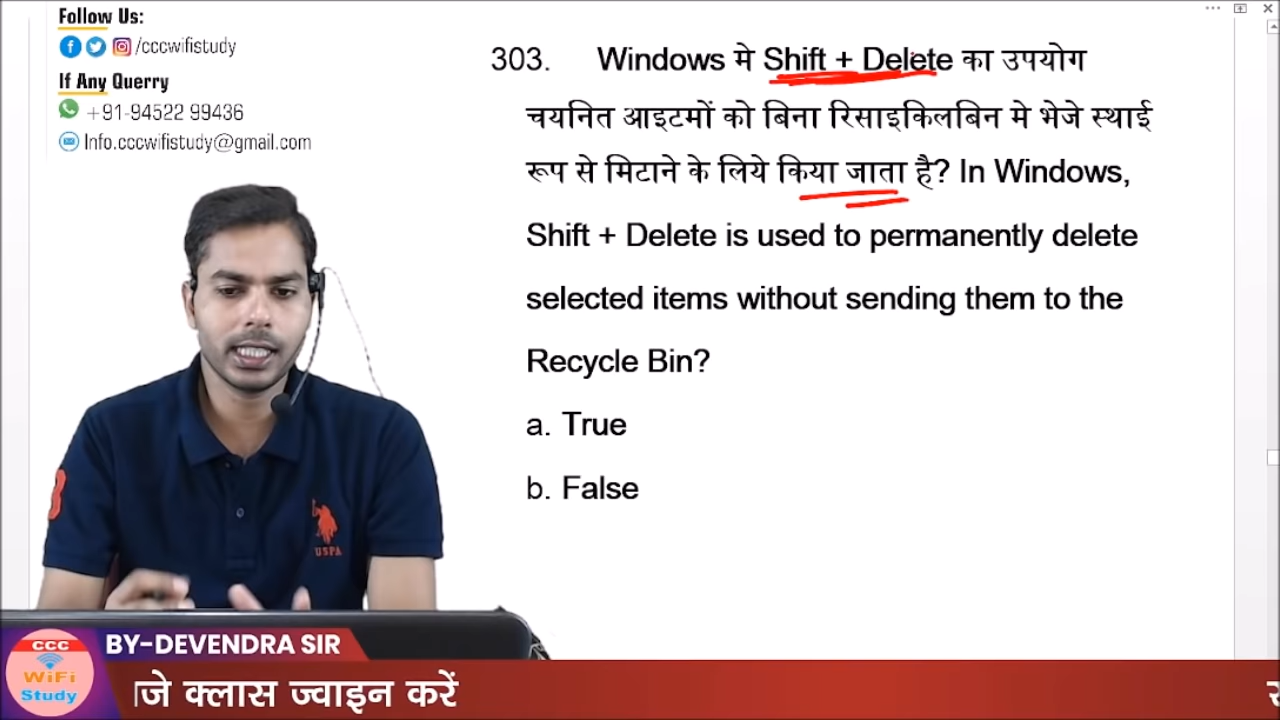 Follow Us:
/cccwifistudy
If Any Querry
+91-94522 99436
Info.cccwifistudy@gmail.com
303. Windows मे Shift + Delete का उपयोग
चयनित आइटमों को बिना रिसाइकिलबिन मे भेजे स्थाई
रूप से मिटाने के लिये किया जाता है? In Windows,
Shift + Delete is used to permanently delete
selected items without sending them to the
Recycle Bin?
a. True
b. False
USPA
CCC
WiFi
Study
BY-DEVENDRA SIR
क्लास ज्वाइन करें